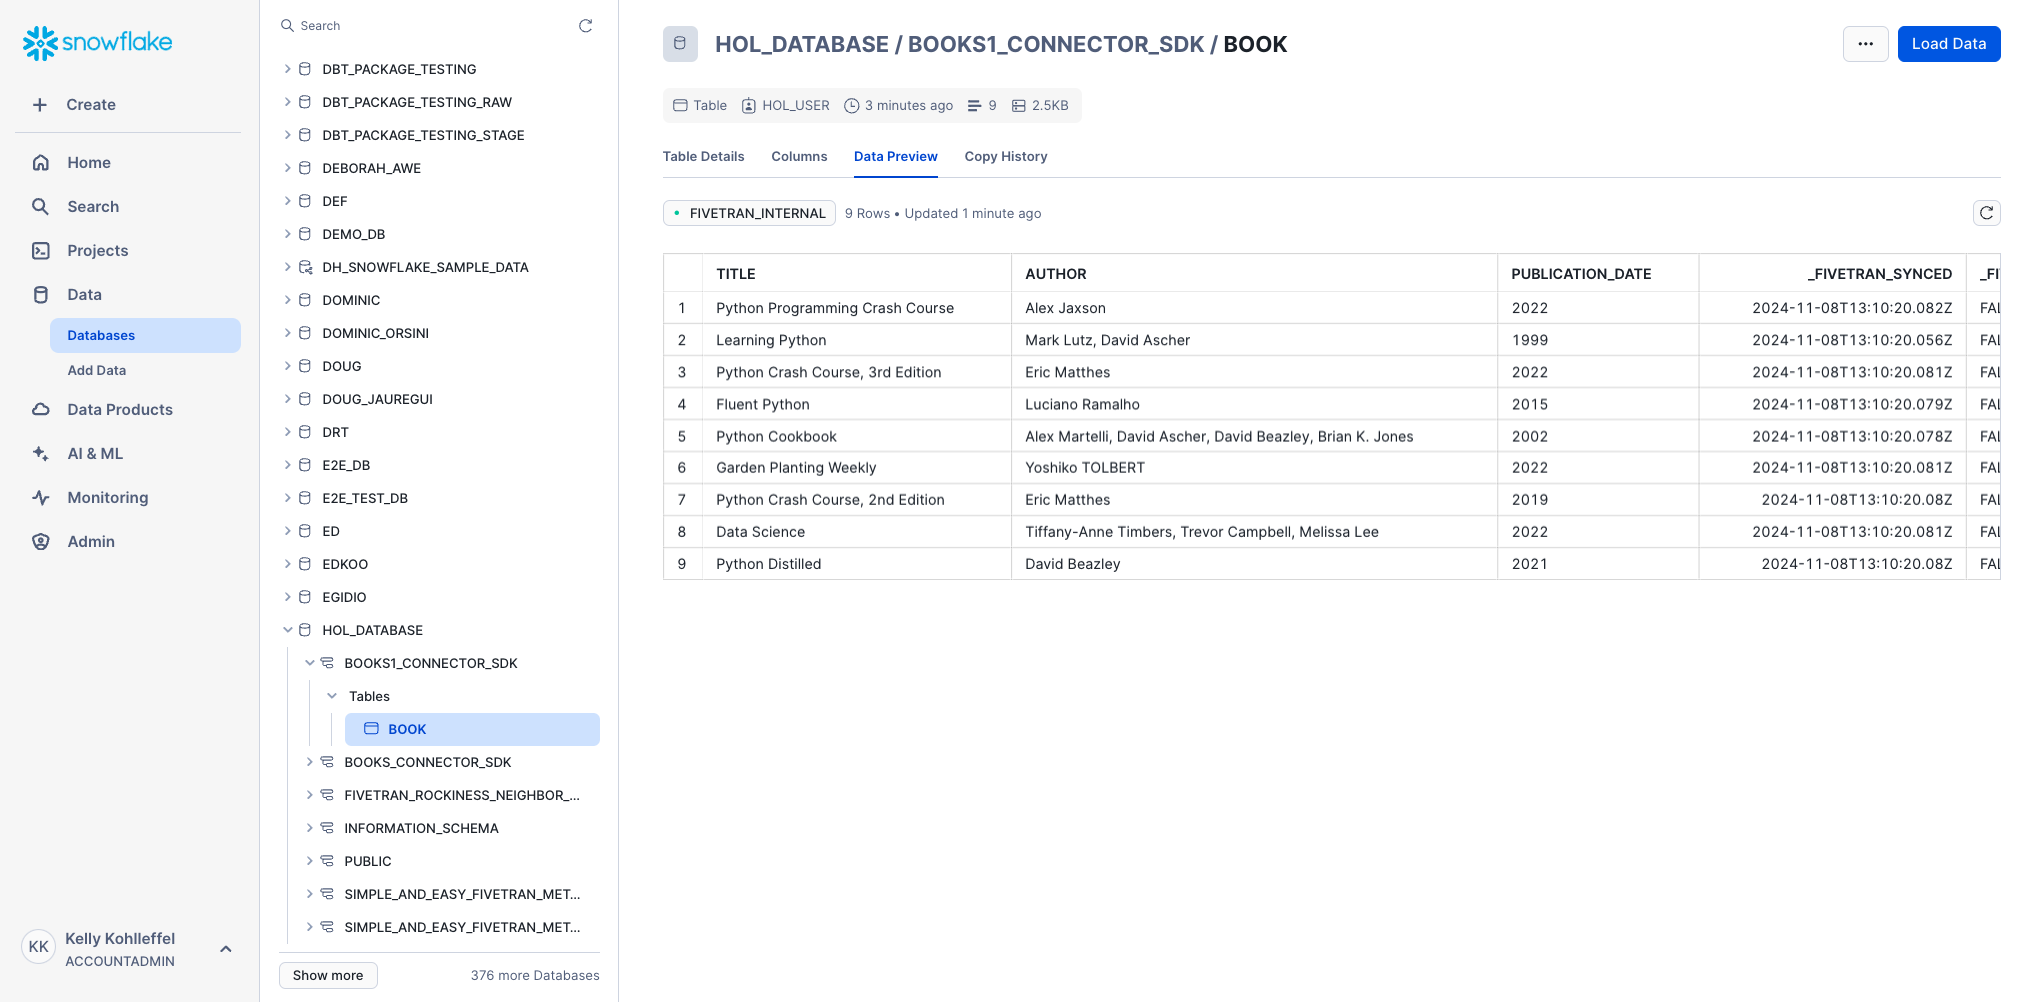 snowflake
Create
Home
Search
Projects
Data
Databases
Add Data
Data Products
AI & ML
Monitoring
Admin
KK
Kelly Kohlleffel
ACCOUNTADMIN
Search
DBT_PACKAGE_TESTING
DBT_PACKAGE_TESTING_RAW
DBT_PACKAGE_TESTING_STAGE
DEBORAH_AWE
DEF
DEMO_DB
DH_SNOWFLAKE_SAMPLE_DATA
DOMINIC
DOMINIC_ORSINI
DOUG
DOUG_JAUREGUI
DRT
E2E_DB
E2E_TEST_DB
ED
EDKOO
EGIDIO
HOL_DATABASE
BOOKS1_CONNECTOR_SDK
Tables
BOOK
BOOKS_CONNECTOR_SDK
FIVETRAN_ROCKINESS_NEIGHBOR_...
INFORMATION_SCHEMA
PUBLIC
SIMPLE_AND_EASY_FIVETRAN_MET...
SIMPLE_AND_EASY_FIVETRAN_MET...
Show more 376 more Databases
HOL_DATABASE / BOOKS1_CONNECTOR_SDK / BOOK
... Load Data
Table HOL_USER 3 minutes ago 9 2.5KB
Table Details Columns Data Preview Copy History
FIVETRAN_INTERNAL 9 Rows • Updated 1 minute ago
TITLE AUTHOR PUBLICATION_DATE _FIVETRAN_SYNCED _FI
1 Python Programming Crash Course Alex Jaxson 2022 2024-11-08T13:10:20.082Z FAL
2 Learning Python Mark Lutz, David Ascher 1999 2024-11-08T13:10:20.056Z FAL
3 Python Crash Course, 3rd Edition Eric Matthes 2022 2024-11-08T13:10:20.081Z FAL
4 Fluent Python Luciano Ramalho 2015 2024-11-08T13:10:20.079Z FAL
5 Python Cookbook Alex Martelli, David Ascher, David Beazley, Brian K. Jones 2002 2024-11-08T13:10:20.078Z FAL
6 Garden Planting Weekly Yoshiko TOLBERT 2022 2024-11-08T13:10:20.081Z FAL
7 Python Crash Course, 2nd Edition Eric Matthes 2019 2024-11-08T13:10:20.08Z FAL
8 Data Science Tiffany-Anne Timbers, Trevor Campbell, Melissa Lee 2022 2024-11-08T13:10:20.081Z FAL
9 Python Distilled David Beazley 2021 2024-11-08T13:10:20.08Z FAL